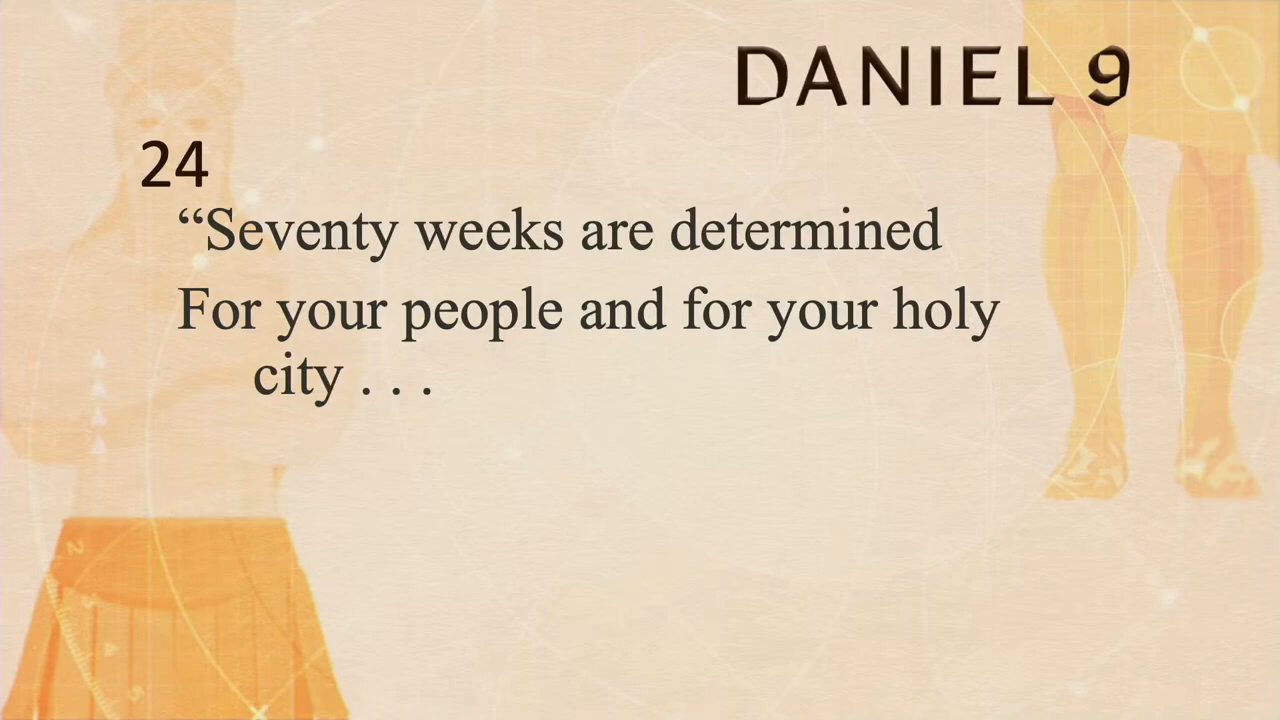 DANIEL 9
24
“Seventy weeks are determined
For your people and for your holy
city . . .